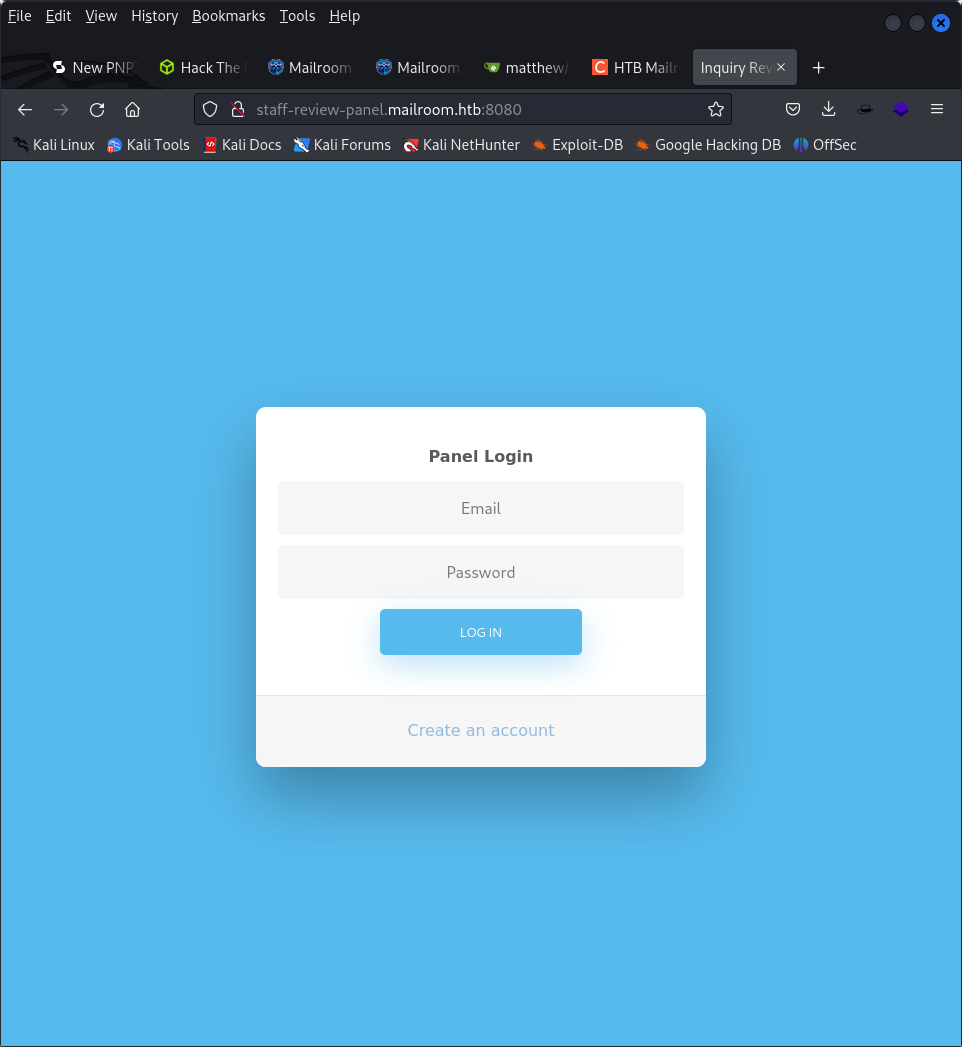 File Edit View History Bookmarks Tools Help
New PNP Hack The Mailroom Mailroom matthew/ HTB Mailr Inquiry Rev
staff-review-panel.mailroom.htb:8080
Kali Linux Kali Tools Kali Docs Kali Forums Kali NetHunter Exploit-DB Google Hacking DB OffSec
Panel Login
Email
Password
LOG IN
Create an account